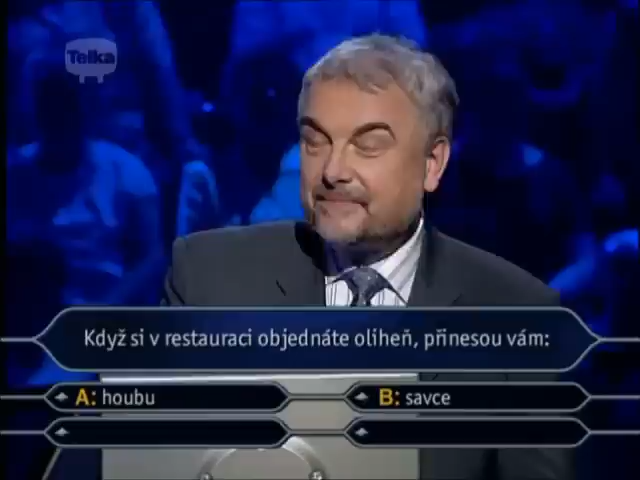 Telka
Když si v restauraci objednáte oliheň, přinesou vám:
A: houbu
B: savce